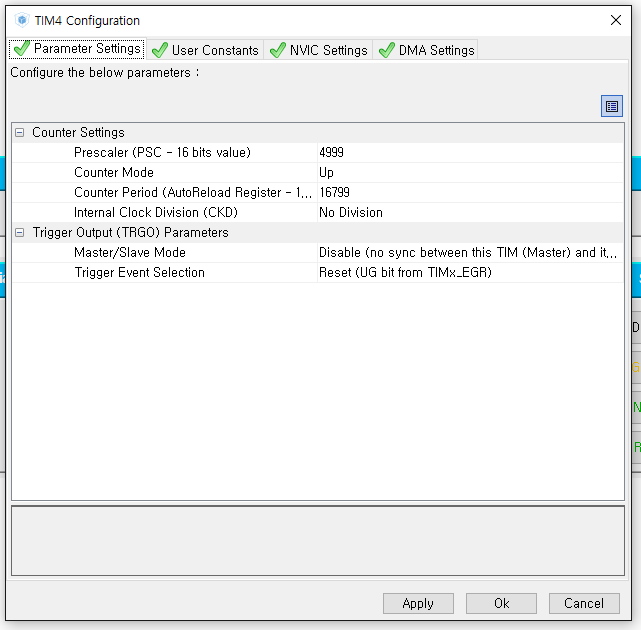 TIM4 Configuration
Parameter Settings User Constants NVIC Settings DMA Settings
Configure the below parameters :
Counter Settings
Prescaler (PSC - 16 bits value) 4999
Counter Mode Up
Counter Period (AutoReload Register - 1... 16799
Internal Clock Division (CKD) No Division
Trigger Output (TRGO) Parameters
Master/Slave Mode Disable (no sync between this TIM (Master) and it...
Trigger Event Selection Reset (UG bit from TIMx_EGR)
D
G
N
R
Apply Ok Cancel